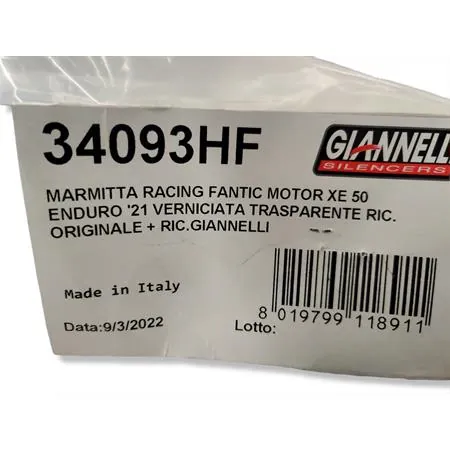 34093HF
GIANNELLI
SILENCERS
MARMITTA RACING FANTIC MOTOR XE 50
ENDURO '21 VERNICIATA TRASPARENTE RIC.
ORIGINALE + RIC.GIANNELLI
Made in Italy
Data:9/3/2022
Lotto:
8 019799 118911